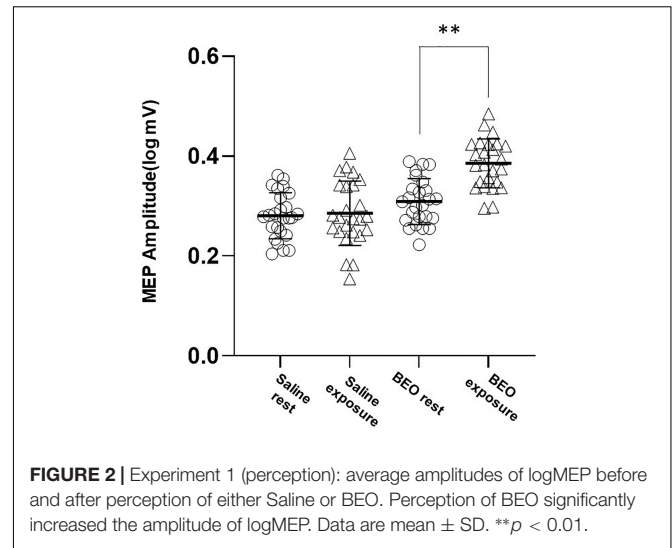 **
0.6
0.4
0.2
0.0
MEP Amplitude(log mV)
Saline
rest
Saline
exposure
BEO rest
BEO
exposure
FIGURE 2 | Experiment 1 (perception): average amplitudes of logMEP before
and after perception of either Saline or BEO. Perception of BEO significantly
increased the amplitude of logMEP. Data are mean ± SD. **p < 0.01.